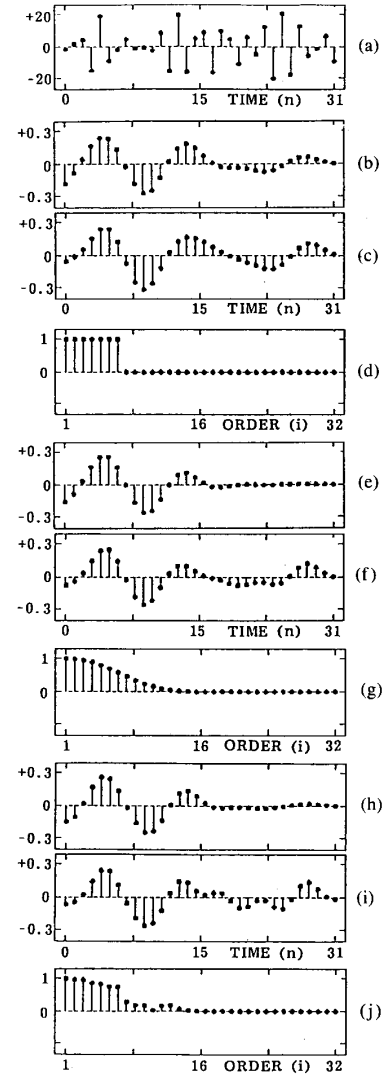 +20
0
-20
(a)
0 15 TIME (n) 31
+0.3
0
-0.3
(b)
+0.3
0
-0.3
(c)
0 15 TIME (n) 31
1
0
(d)
1 16 ORDER (i) 32
+0.3
0
-0.3
(e)
+0.3
0
-0.3
(f)
0 15 TIME (n) 31
1
0
(g)
1 16 ORDER (i) 32
+0.3
0
-0.3
(h)
+0.3
0
-0.3
(i)
0 15 TIME (n) 31
1
0
(j)
1 16 ORDER (i) 32